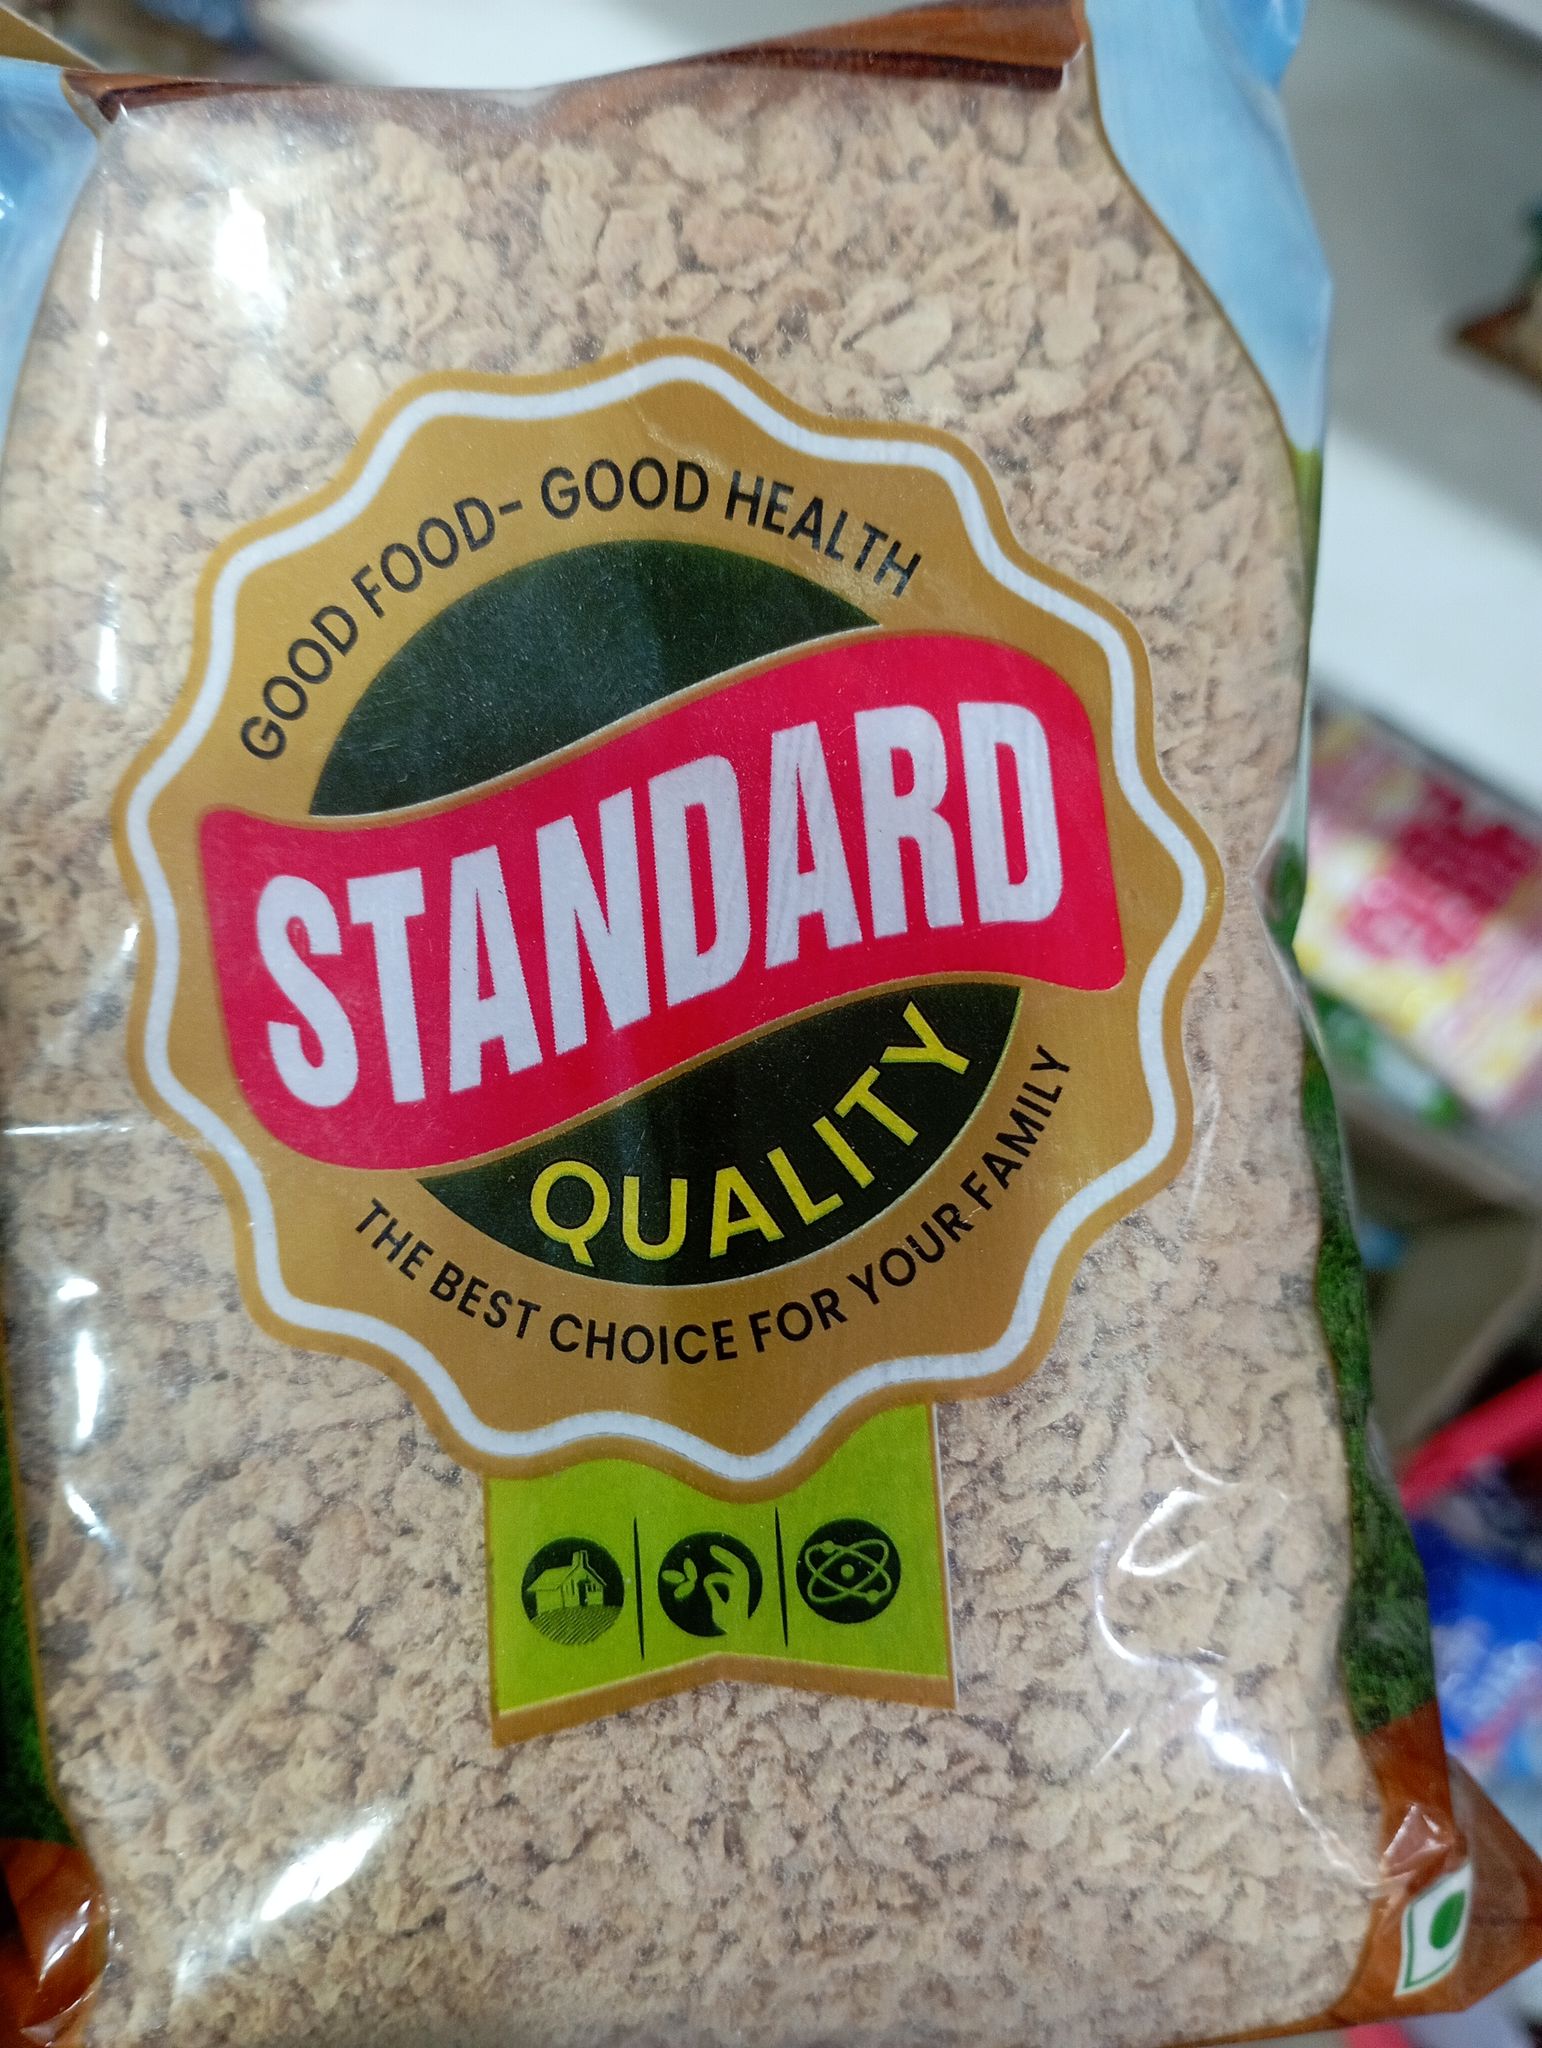 GOOD FOOD- GOOD HEALTH
STANDARD
QUALITY
THE BEST CHOICE FOR YOUR FAMILY